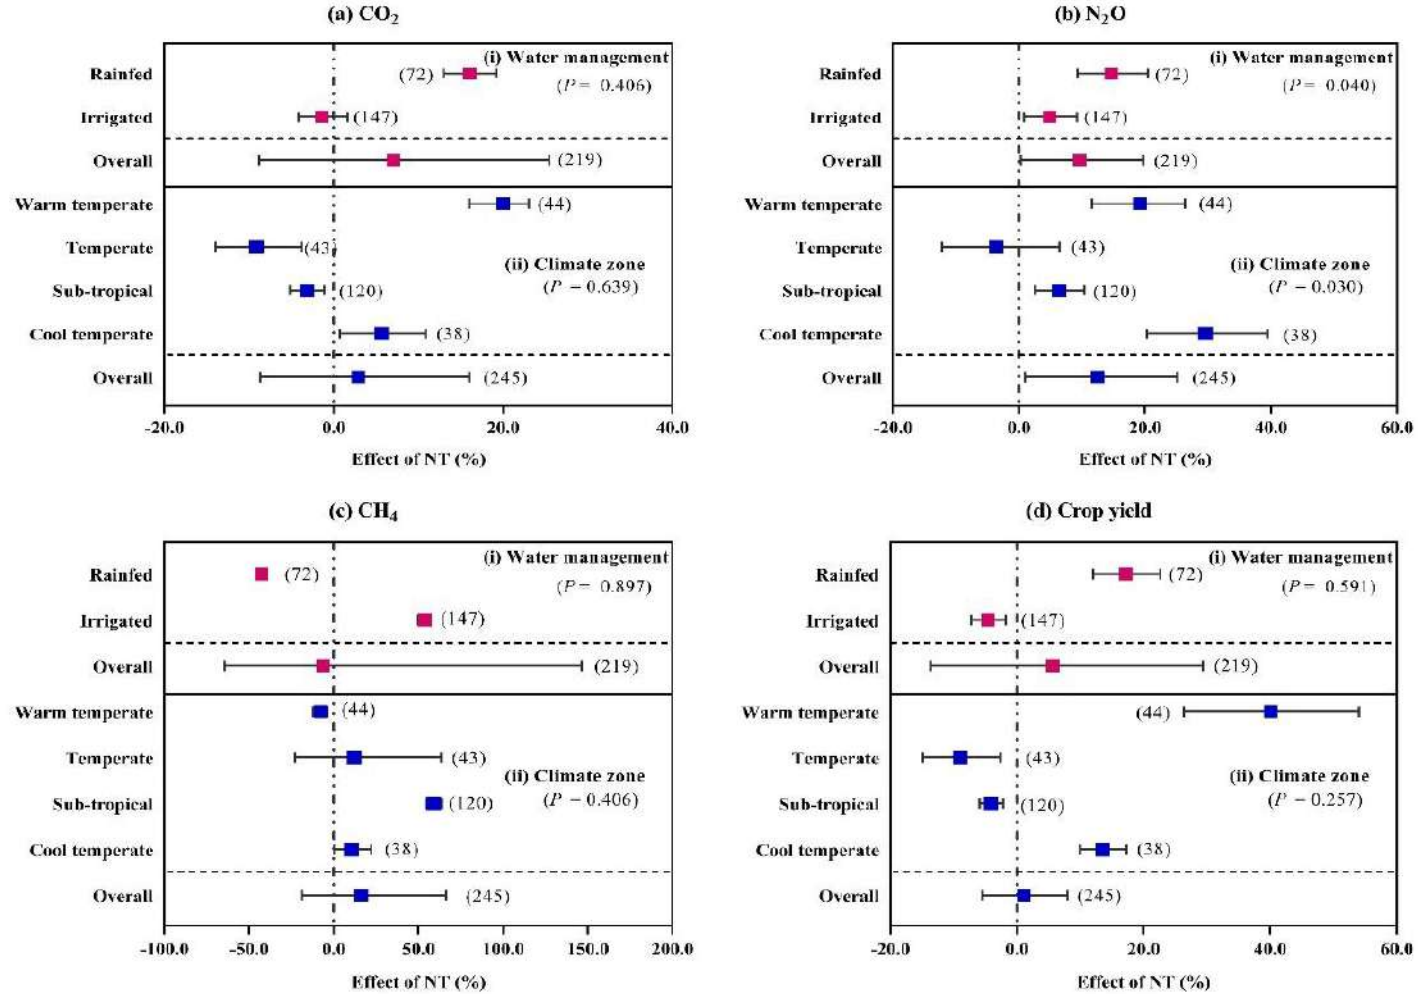 (a) CO₂
(i) Water management
Rainfed (72) (P = 0.406)
Irrigated (147)
Overall (219)
Warm temperate (44)
Temperate (43)
(ii) Climate zone
Sub-tropical (120) (P = 0.639)
Cool temperate (38)
Overall (245)
-20.0 0.0 20.0 40.0
Effect of NT (%)
(b) N₂O
(i) Water management
Rainfed (72) (P = 0.040)
Irrigated (147)
Overall (219)
Warm temperate (44)
Temperate (43)
(ii) Climate zone
Sub-tropical (120) (P = 0.030)
Cool temperate (38)
Overall (245)
-20.0 0.0 20.0 40.0 60.0
Effect of NT (%)
(c) CH₄
(i) Water management
Rainfed (72) (P = 0.897)
Irrigated (147)
Overall (219)
Warm temperate (44)
Temperate (43)
(ii) Climate zone
Sub-tropical (120) (P = 0.406)
Cool temperate (38)
Overall (245)
-100.0 -50.0 0.0 50.0 100.0 150.0 200.0
Effect of NT (%)
(d) Crop yield
(i) Water management
Rainfed (72) (P = 0.591)
Irrigated (147)
Overall (219)
Warm temperate (44)
Temperate (43)
(ii) Climate zone
Sub-tropical (120) (P = 0.257)
Cool temperate (38)
Overall (245)
-20.0 0.0 20.0 40.0 60.0
Effect of NT (%)